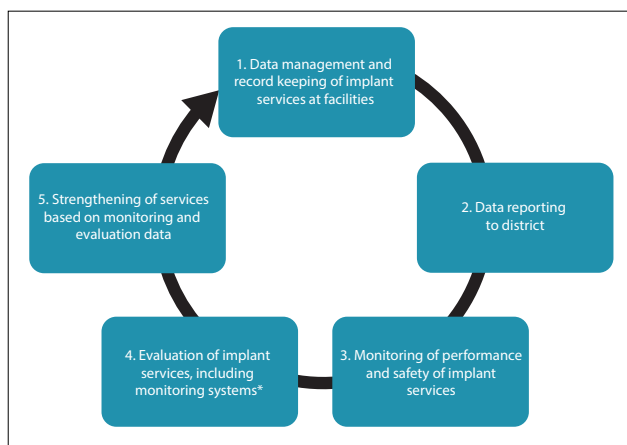 1. Data management and
record keeping of implant
services at facilities
2. Data reporting
to district
3. Monitoring of performance
and safety of implant
services
4. Evaluation of implant
services, including
monitoring systems*
5. Strengthening of services
based on monitoring and
evaluation data